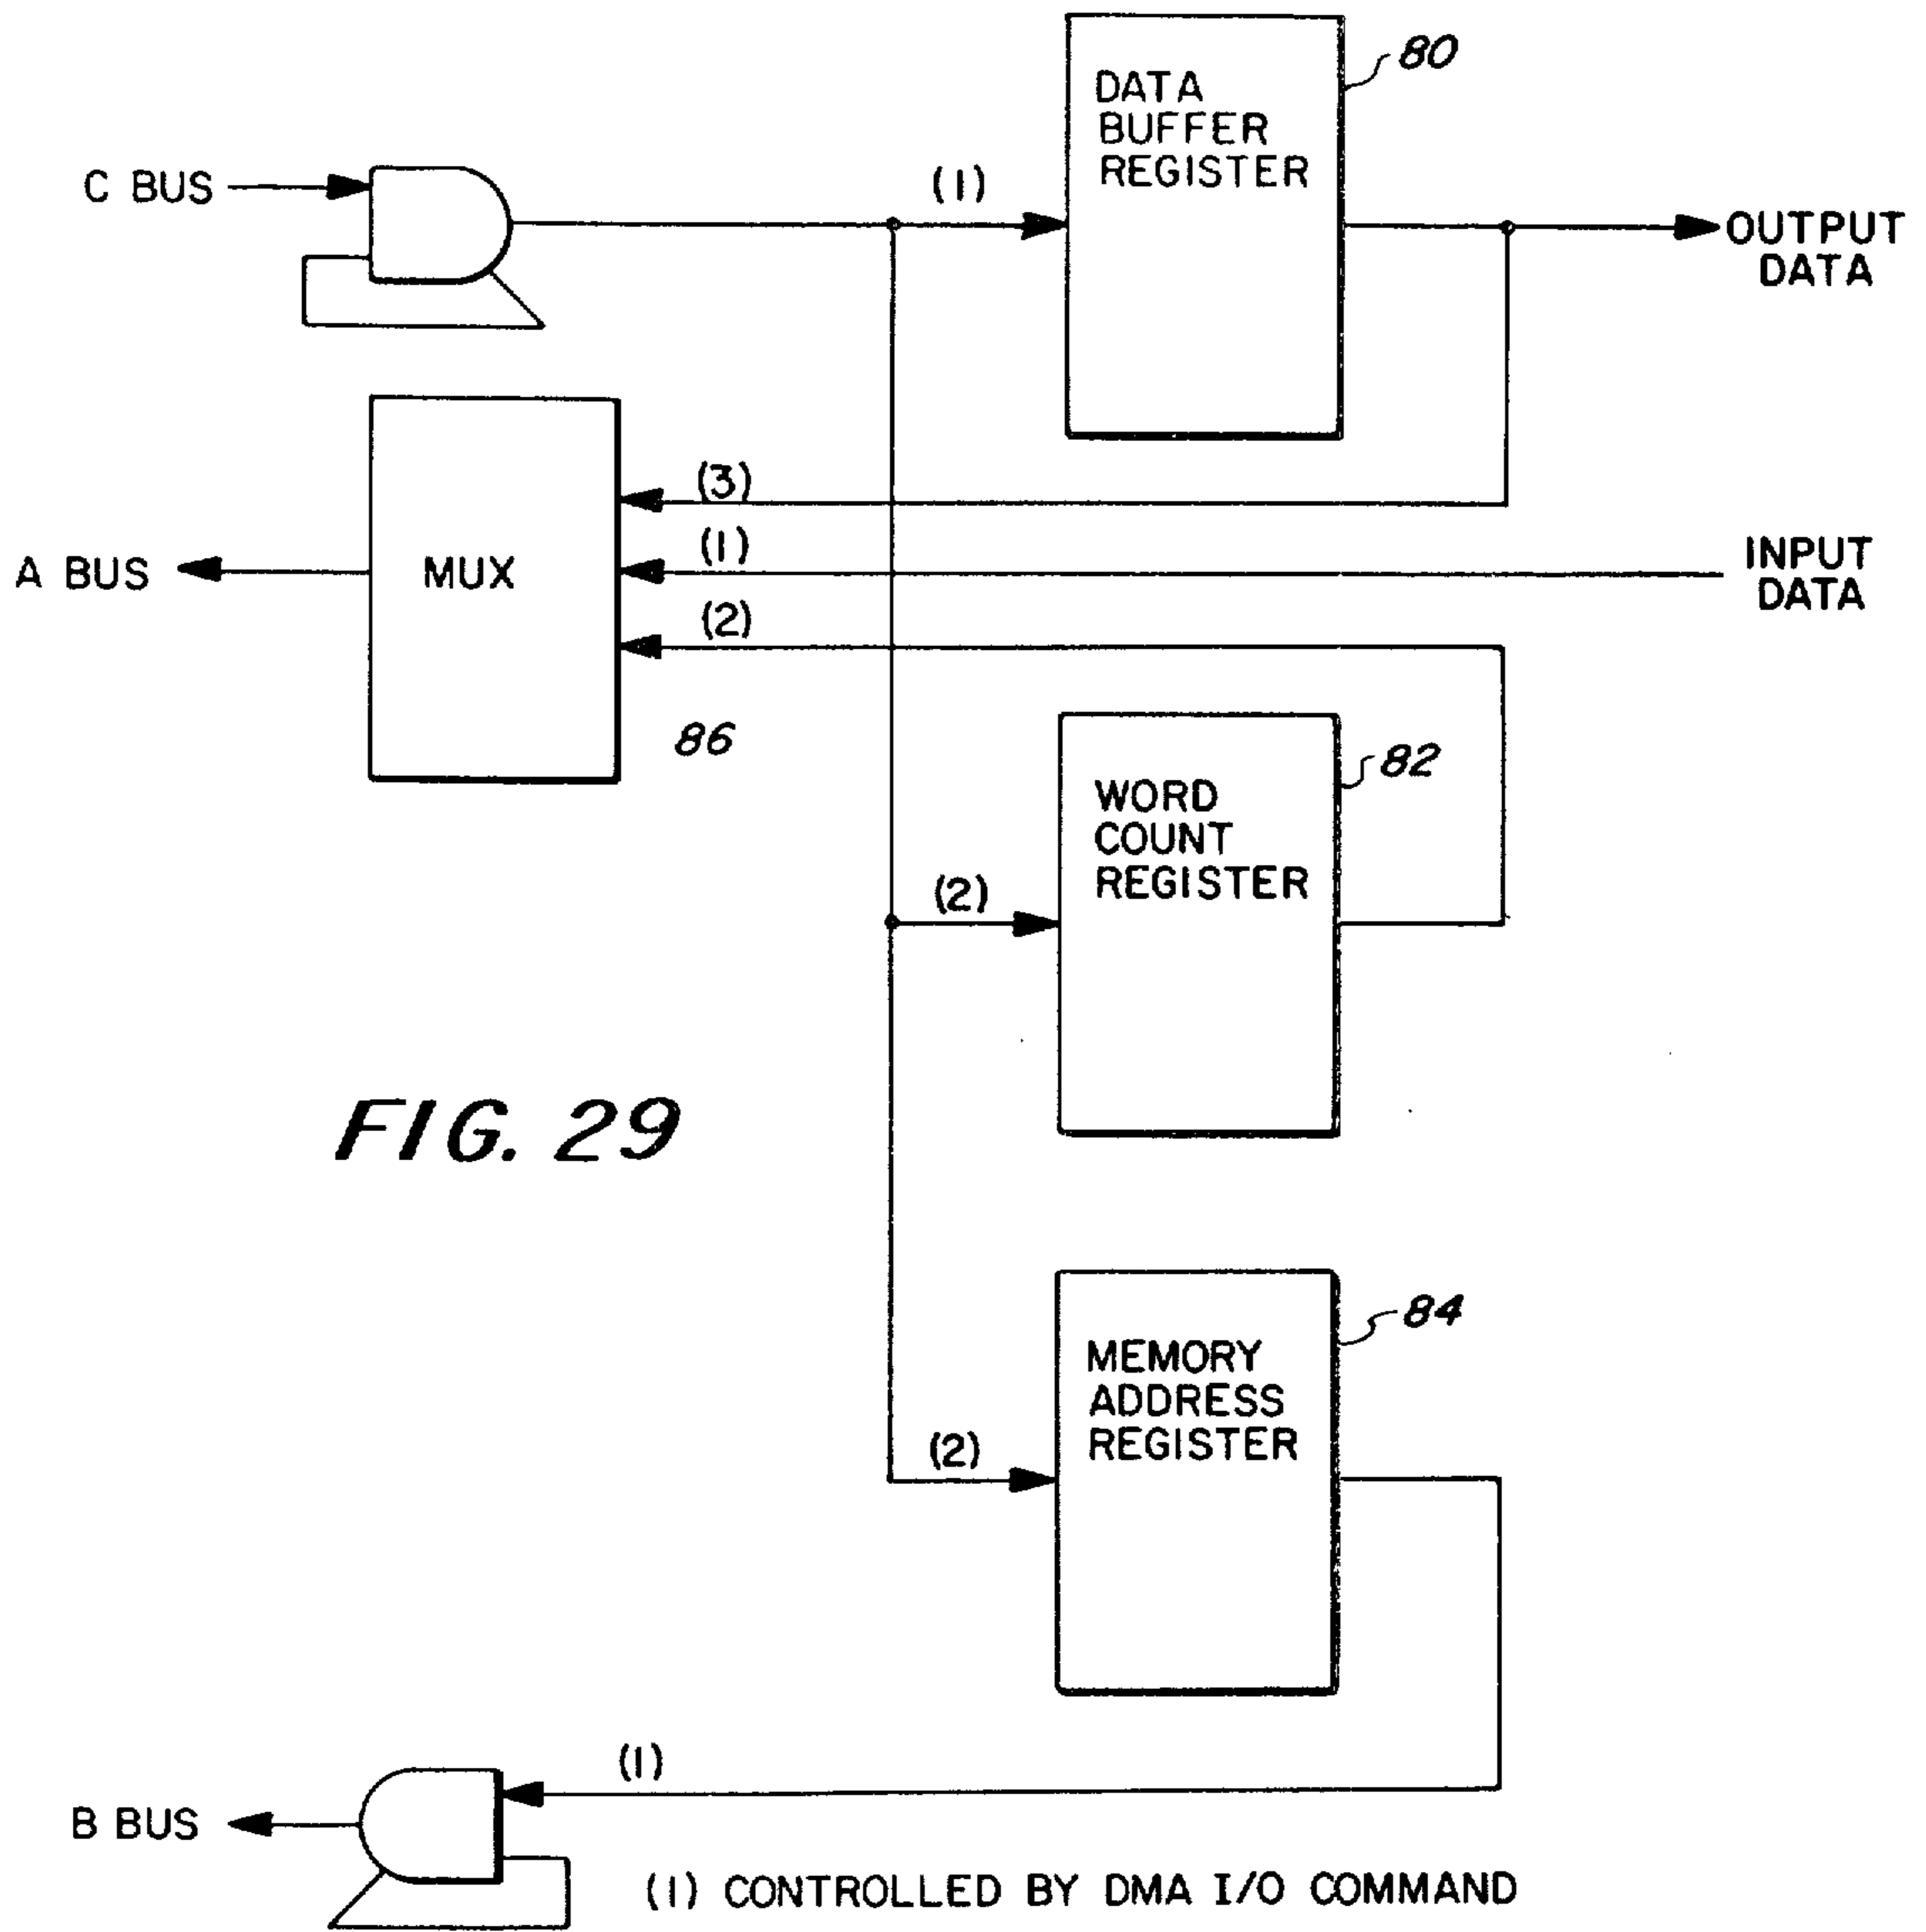 80
DATA
BUFFER
REGISTER
C BUS
(1)
OUTPUT
DATA
(3)
(1)
A BUS
MUX
INPUT
DATA
(2)
86
82
WORD
COUNT
REGISTER
(2)
FIG. 29
84
MEMORY
ADDRESS
REGISTER
(2)
(1)
B BUS
(1) CONTROLLED BY DMA I/O COMMAND